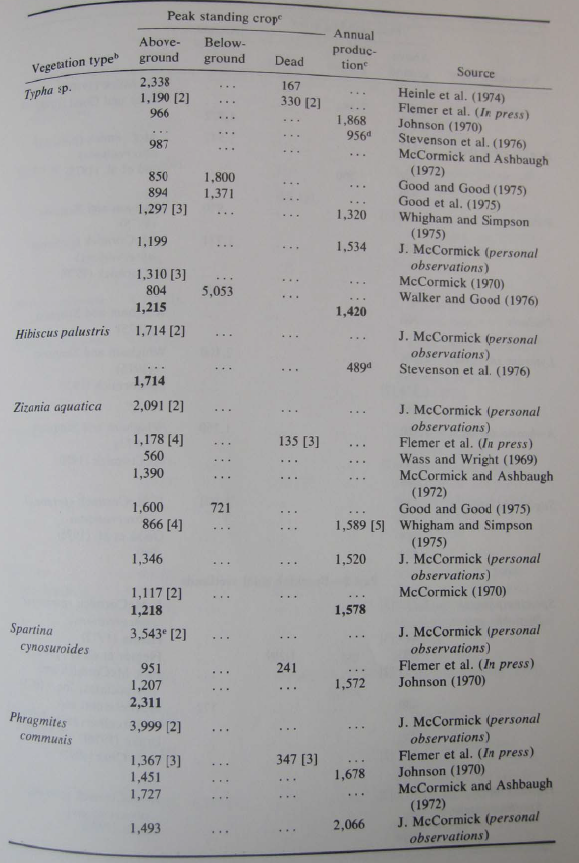 Peak standing crop^c
Annual
Above- Below- produc-
Vegetation type^b ground ground Dead tion^c Source
Typha sp. 2,338 ... 167 ... Heinle et al. (1974)
1,190 [2] ... 330 [2] ... Flemer et al. (In press)
966 ... ... 1,868 Johnson (1970)
... ... ... 956^d Stevenson et al. (1976)
987 ... ... ... McCormick and Ashbaugh
(1972)
850 1,800 ... ... Good and Good (1975)
894 1,371 ... ... Good et al. (1975)
1,297 [3] ... ... 1,320 Whigham and Simpson
(1975)
1,199 ... ... 1,534 J. McCormick (personal
observations)
1,310 [3] ... ... ... McCormick (1970)
804 5,053 ... ... Walker and Good (1976)
1,215 1,420
Hibiscus palustris 1,714 [2] ... ... ... J. McCormick (personal
observations)
... ... ... 489^d Stevenson et al. (1976)
1,714
Zizania aquatica 2,091 [2] ... ... ... J. McCormick (personal
observations)
1,178 [4] ... 135 [3] ... Flemer et al. (In press)
560 ... ... ... Wass and Wright (1969)
1,390 ... ... ... McCormick and Ashbaugh
(1972)
1,600 721 ... ... Good and Good (1975)
866 [4] ... ... 1,589 [5] Whigham and Simpson
(1975)
1,346 ... ... 1,520 J. McCormick (personal
observations)
1,117 [2] ... ... ... McCormick (1970)
1,218 1,578
Spartina 3,543^e [2] ... ... ... J. McCormick (personal
cynosuroides observations)
951 ... 241 ... Flemer et al. (In press)
1,207 ... ... 1,572 Johnson (1970)
2,311
Phragmites 3,999 [2] ... ... ... J. McCormick (personal
communis observations)
1,367 [3] ... 347 [3] ... Flemer et al. (In press)
1,451 ... ... 1,678 Johnson (1970)
1,727 ... ... ... McCormick and Ashbaugh
(1972)
1,493 ... ... 2,066 J. McCormick (personal
observations)